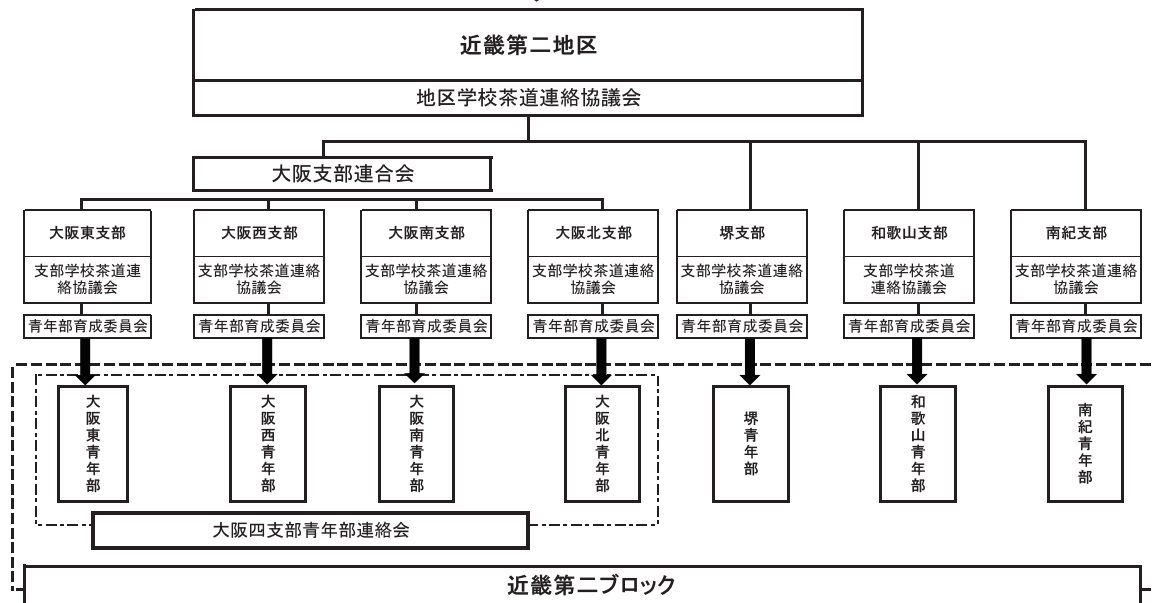 近畿第二地区
地区学校茶道連絡協議会
大阪支部連合会
大阪東支部
支部学校茶道連
絡協議会
青年部育成委員会
大阪西支部
支部学校茶道連絡
協議会
青年部育成委員会
大阪南支部
支部学校茶道連絡
協議会
青年部育成委員会
大阪北支部
支部学校茶道連絡
協議会
青年部育成委員会
堺支部
支部学校茶道連絡
協議会
青年部育成委員会
和歌山支部
支部学校茶道
連絡協議会
青年部育成委員会
南紀支部
支部学校茶道連絡
協議会
青年部育成委員会
大阪東青年部
大阪西青年部
大阪南青年部
大阪北青年部
堺青年部
和歌山青年部
南紀青年部
大阪四支部青年部連絡会
近畿第二ブロック